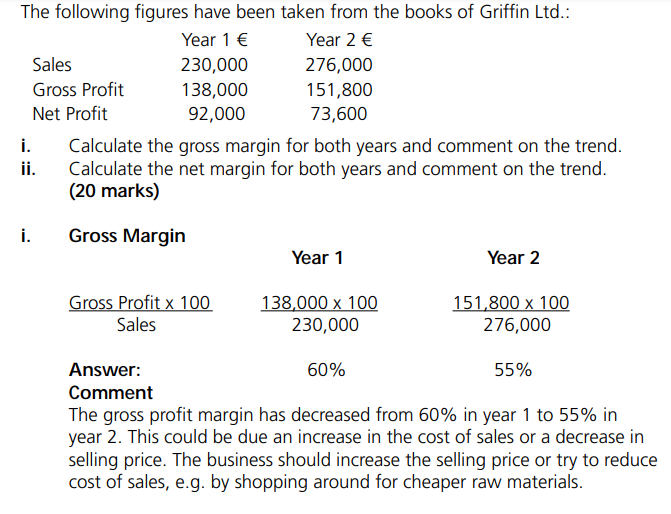 The following figures have been taken from the books of Griffin Ltd.:
Year 1 € Year 2 €
Sales 230,000 276,000
Gross Profit 138,000 151,800
Net Profit 92,000 73,600
i. Calculate the gross margin for both years and comment on the trend.
ii. Calculate the net margin for both years and comment on the trend.
(20 marks)
i. Gross Margin
Year 1 Year 2
Gross Profit x 100 138,000 x 100 151,800 x 100
Sales 230,000 276,000
Answer: 60% 55%
Comment
The gross profit margin has decreased from 60% in year 1 to 55% in
year 2. This could be due an increase in the cost of sales or a decrease in
selling price. The business should increase the selling price or try to reduce
cost of sales, e.g. by shopping around for cheaper raw materials.